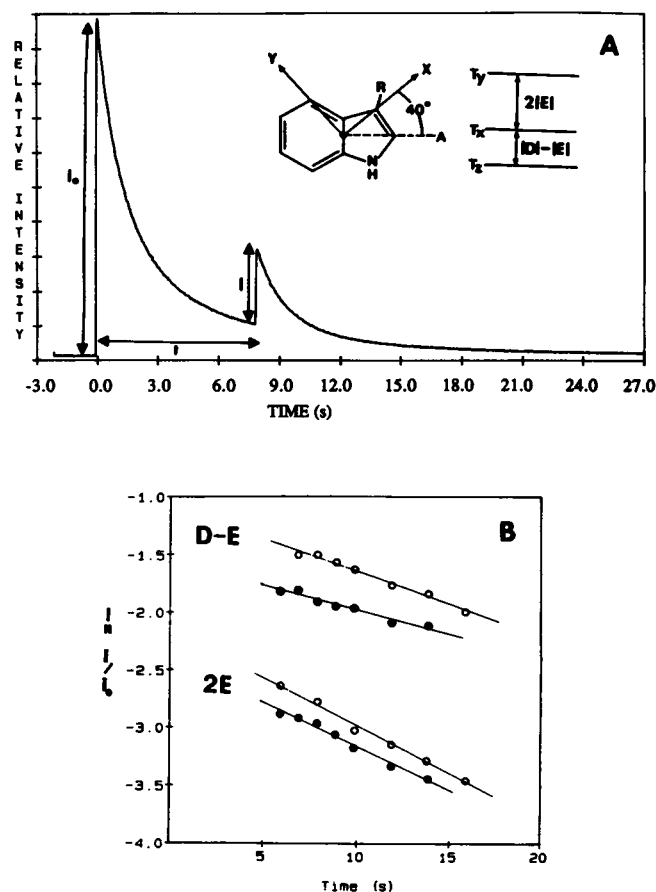 RELATIVE INTENSITY
A
I₀
I
t
Y
X
R
40°
A
N
H
Ty
2|E|
Tx
|D|-|E|
Tz
-3.0 0.0 3.0 6.0 9.0 12.0 15.0 18.0 21.0 24.0 27.0
TIME (s)
B
D-E
2E
ln I/I₀
-1.0
-1.5
-2.0
-2.5
-3.0
-3.5
-4.0
5 10 15 20
Time (s)